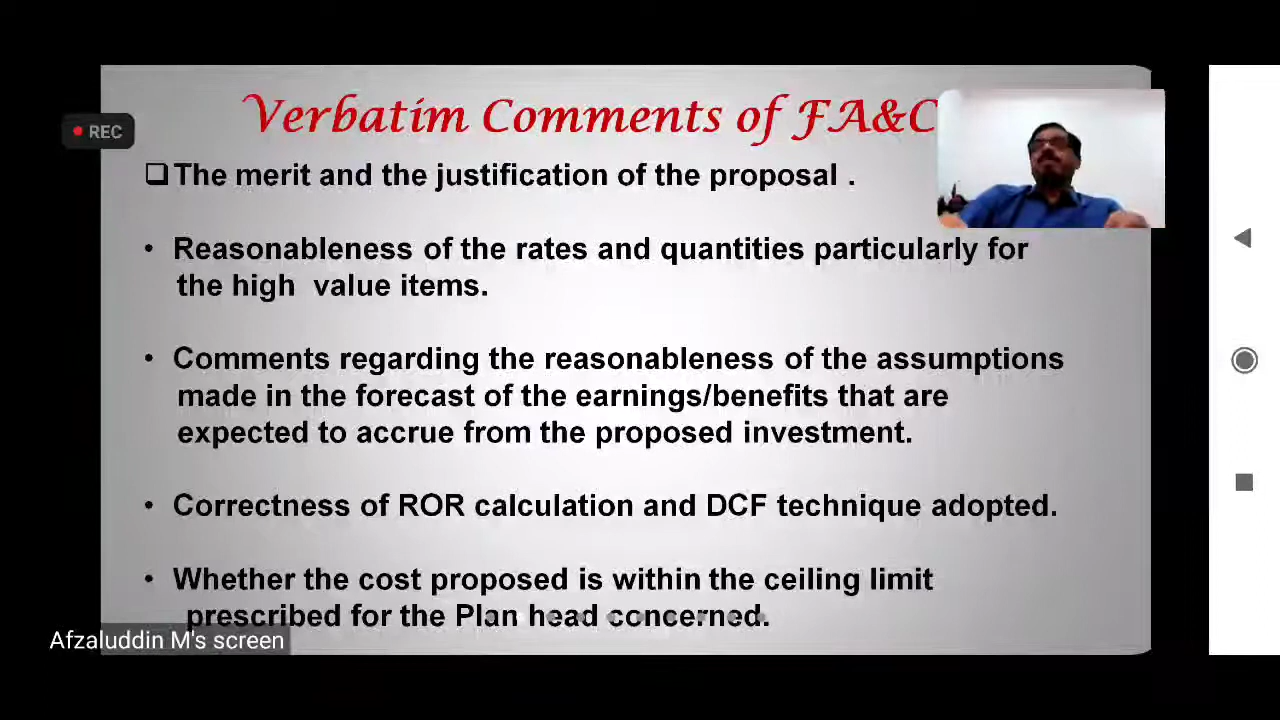 Verbatim Comments of FA&C
REC
❑The merit and the justification of the proposal .
• Reasonableness of the rates and quantities particularly for
the high value items.
• Comments regarding the reasonableness of the assumptions
made in the forecast of the earnings/benefits that are
expected to accrue from the proposed investment.
• Correctness of ROR calculation and DCF technique adopted.
• Whether the cost proposed is within the ceiling limit
prescribed for the Plan head concerned.
Afzaluddin M's screen